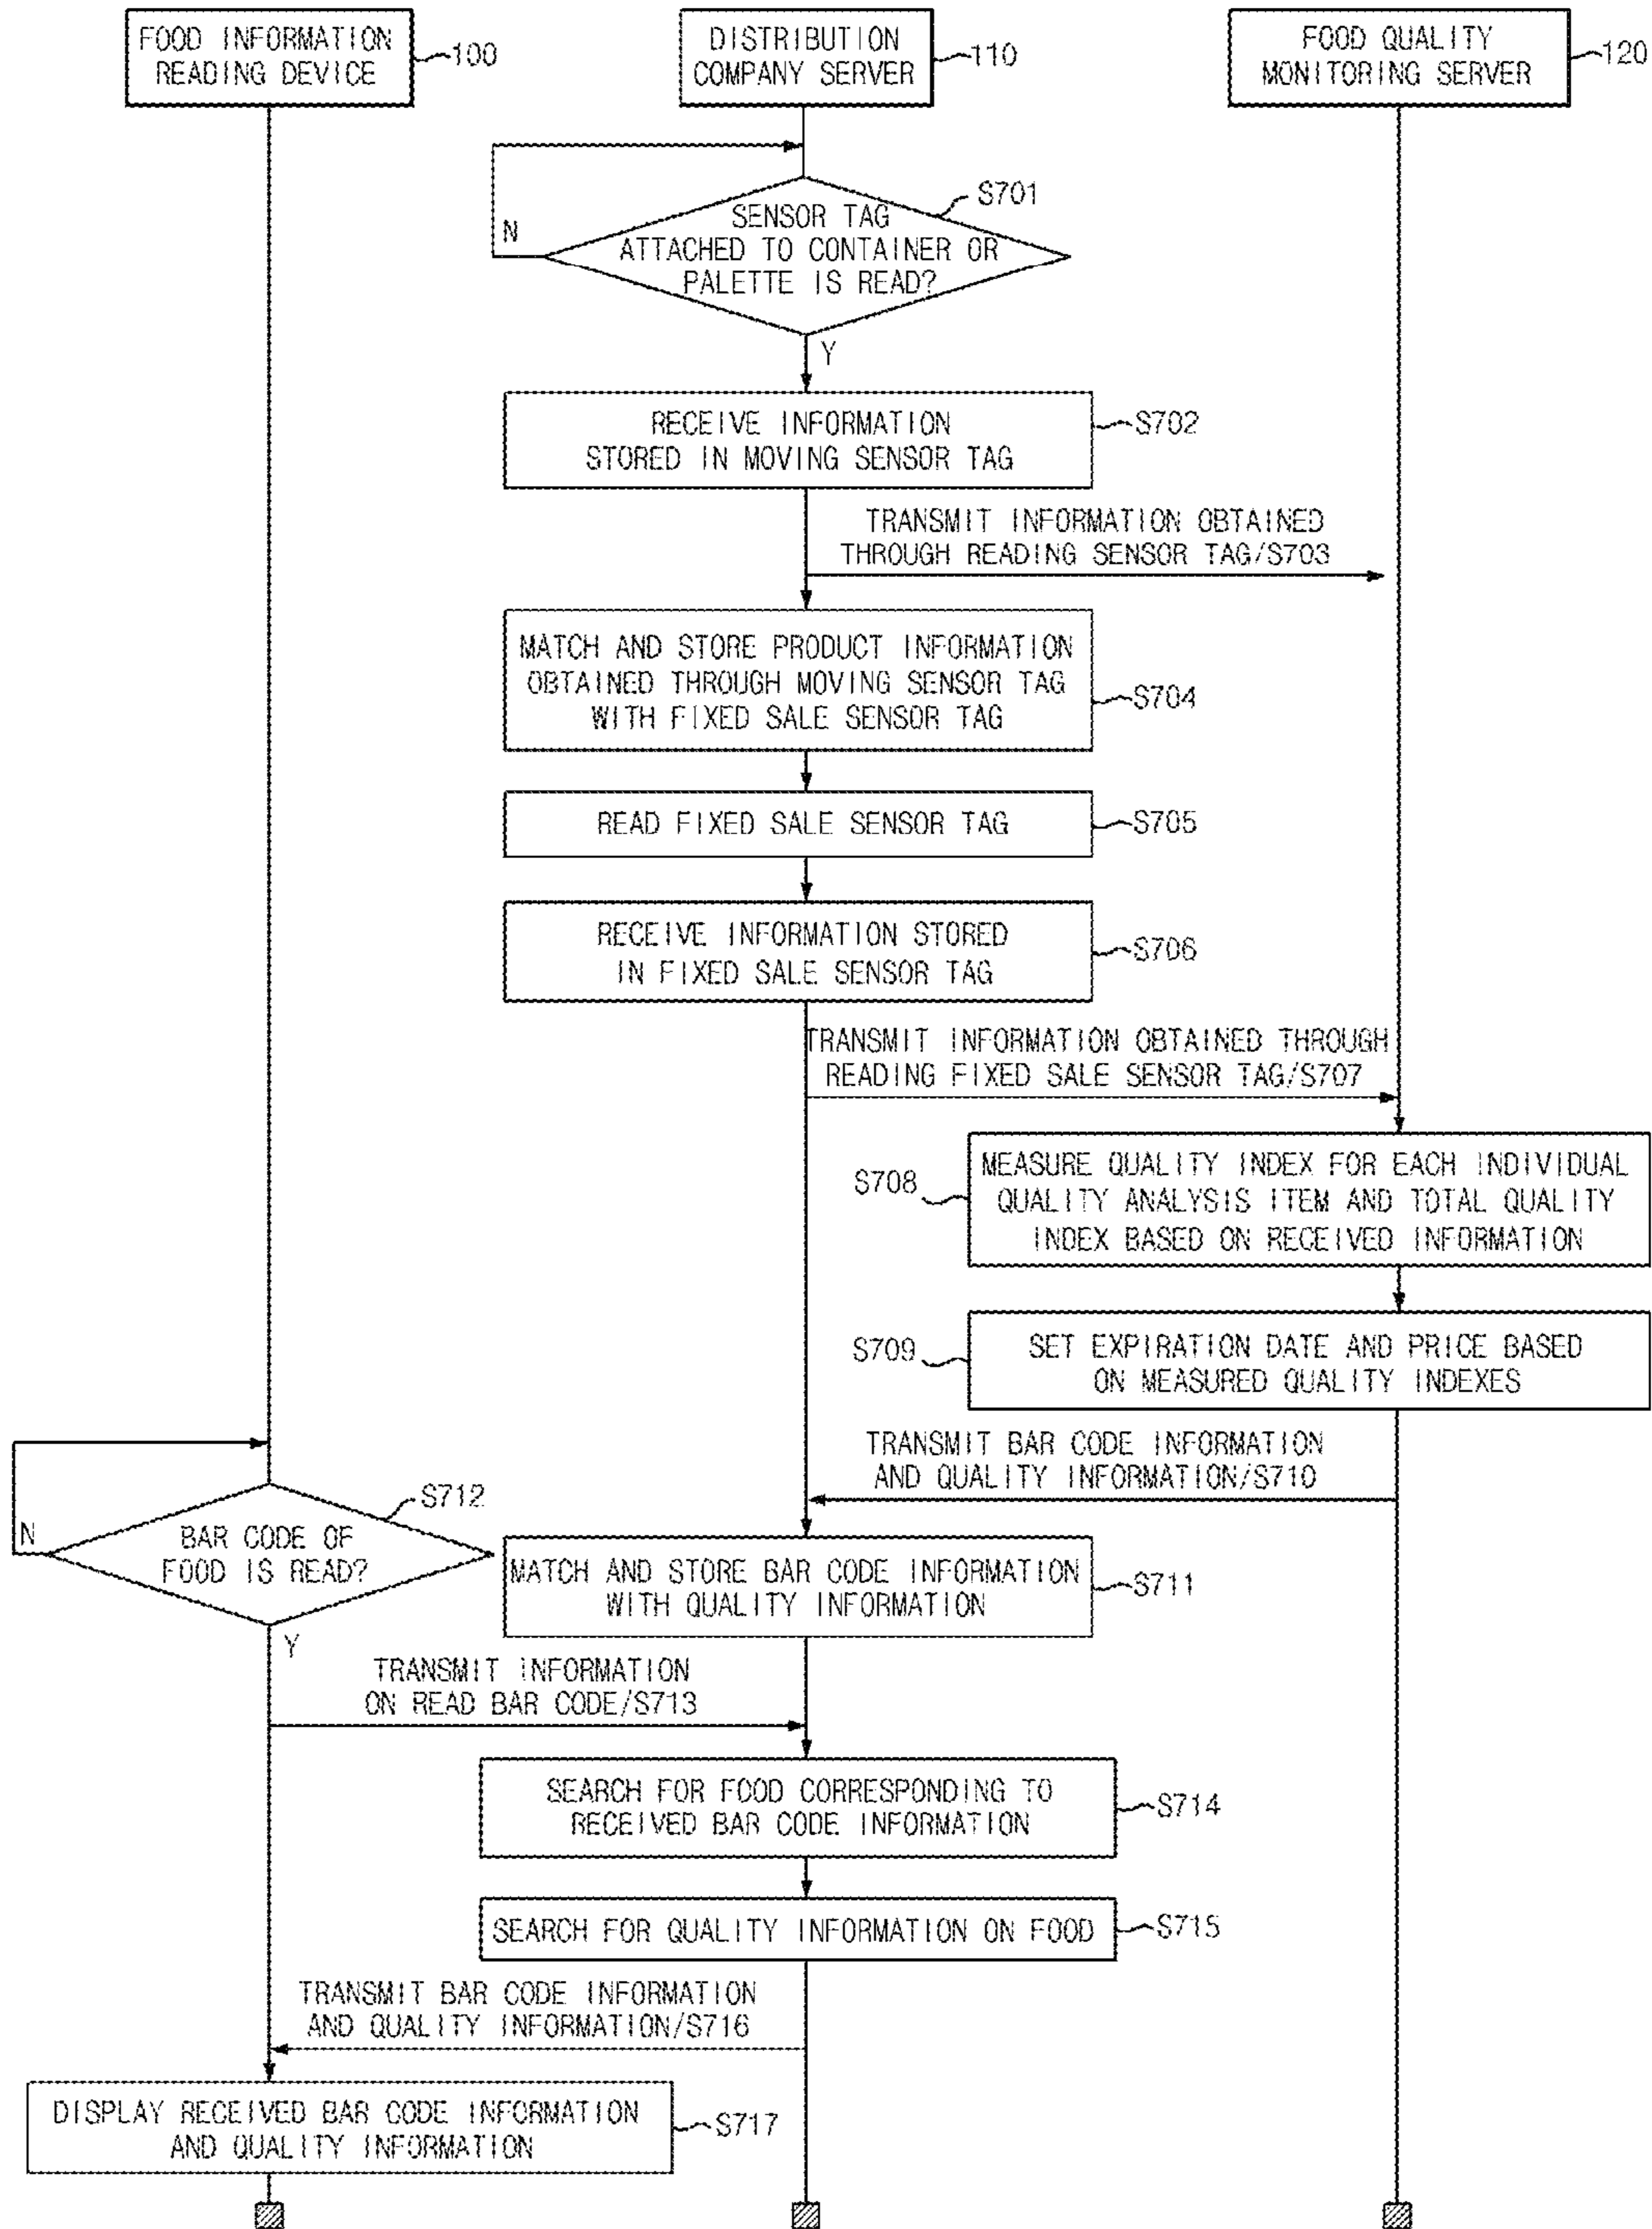 FOOD INFORMATION
READING DEVICE
100
DISTRIBUTION
COMPANY SERVER
110
FOOD QUALITY
MONITORING SERVER
120
S701
SENSOR TAG
ATTACHED TO CONTAINER OR
PALETTE IS READ?
N
Y
RECEIVE INFORMATION
STORED IN MOVING SENSOR TAG
S702
TRANSMIT INFORMATION OBTAINED
THROUGH READING SENSOR TAG/S703
MATCH AND STORE PRODUCT INFORMATION
OBTAINED THROUGH MOVING SENSOR TAG
WITH FIXED SALE SENSOR TAG
S704
READ FIXED SALE SENSOR TAG
S705
RECEIVE INFORMATION STORED
IN FIXED SALE SENSOR TAG
S706
TRANSMIT INFORMATION OBTAINED THROUGH
READING FIXED SALE SENSOR TAG/S707
S708
MEASURE QUALITY INDEX FOR EACH INDIVIDUAL
QUALITY ANALYSIS ITEM AND TOTAL QUALITY
INDEX BASED ON RECEIVED INFORMATION
S709
SET EXPIRATION DATE AND PRICE BASED
ON MEASURED QUALITY INDEXES
TRANSMIT BAR CODE INFORMATION
AND QUALITY INFORMATION/S710
S712
BAR CODE OF
FOOD IS READ?
N
Y
MATCH AND STORE BAR CODE INFORMATION
WITH QUALITY INFORMATION
S711
TRANSMIT INFORMATION
ON READ BAR CODE/S713
SEARCH FOR FOOD CORRESPONDING TO
RECEIVED BAR CODE INFORMATION
S714
SEARCH FOR QUALITY INFORMATION ON FOOD
S715
TRANSMIT BAR CODE INFORMATION
AND QUALITY INFORMATION/S716
DISPLAY RECEIVED BAR CODE INFORMATION
AND QUALITY INFORMATION
S717